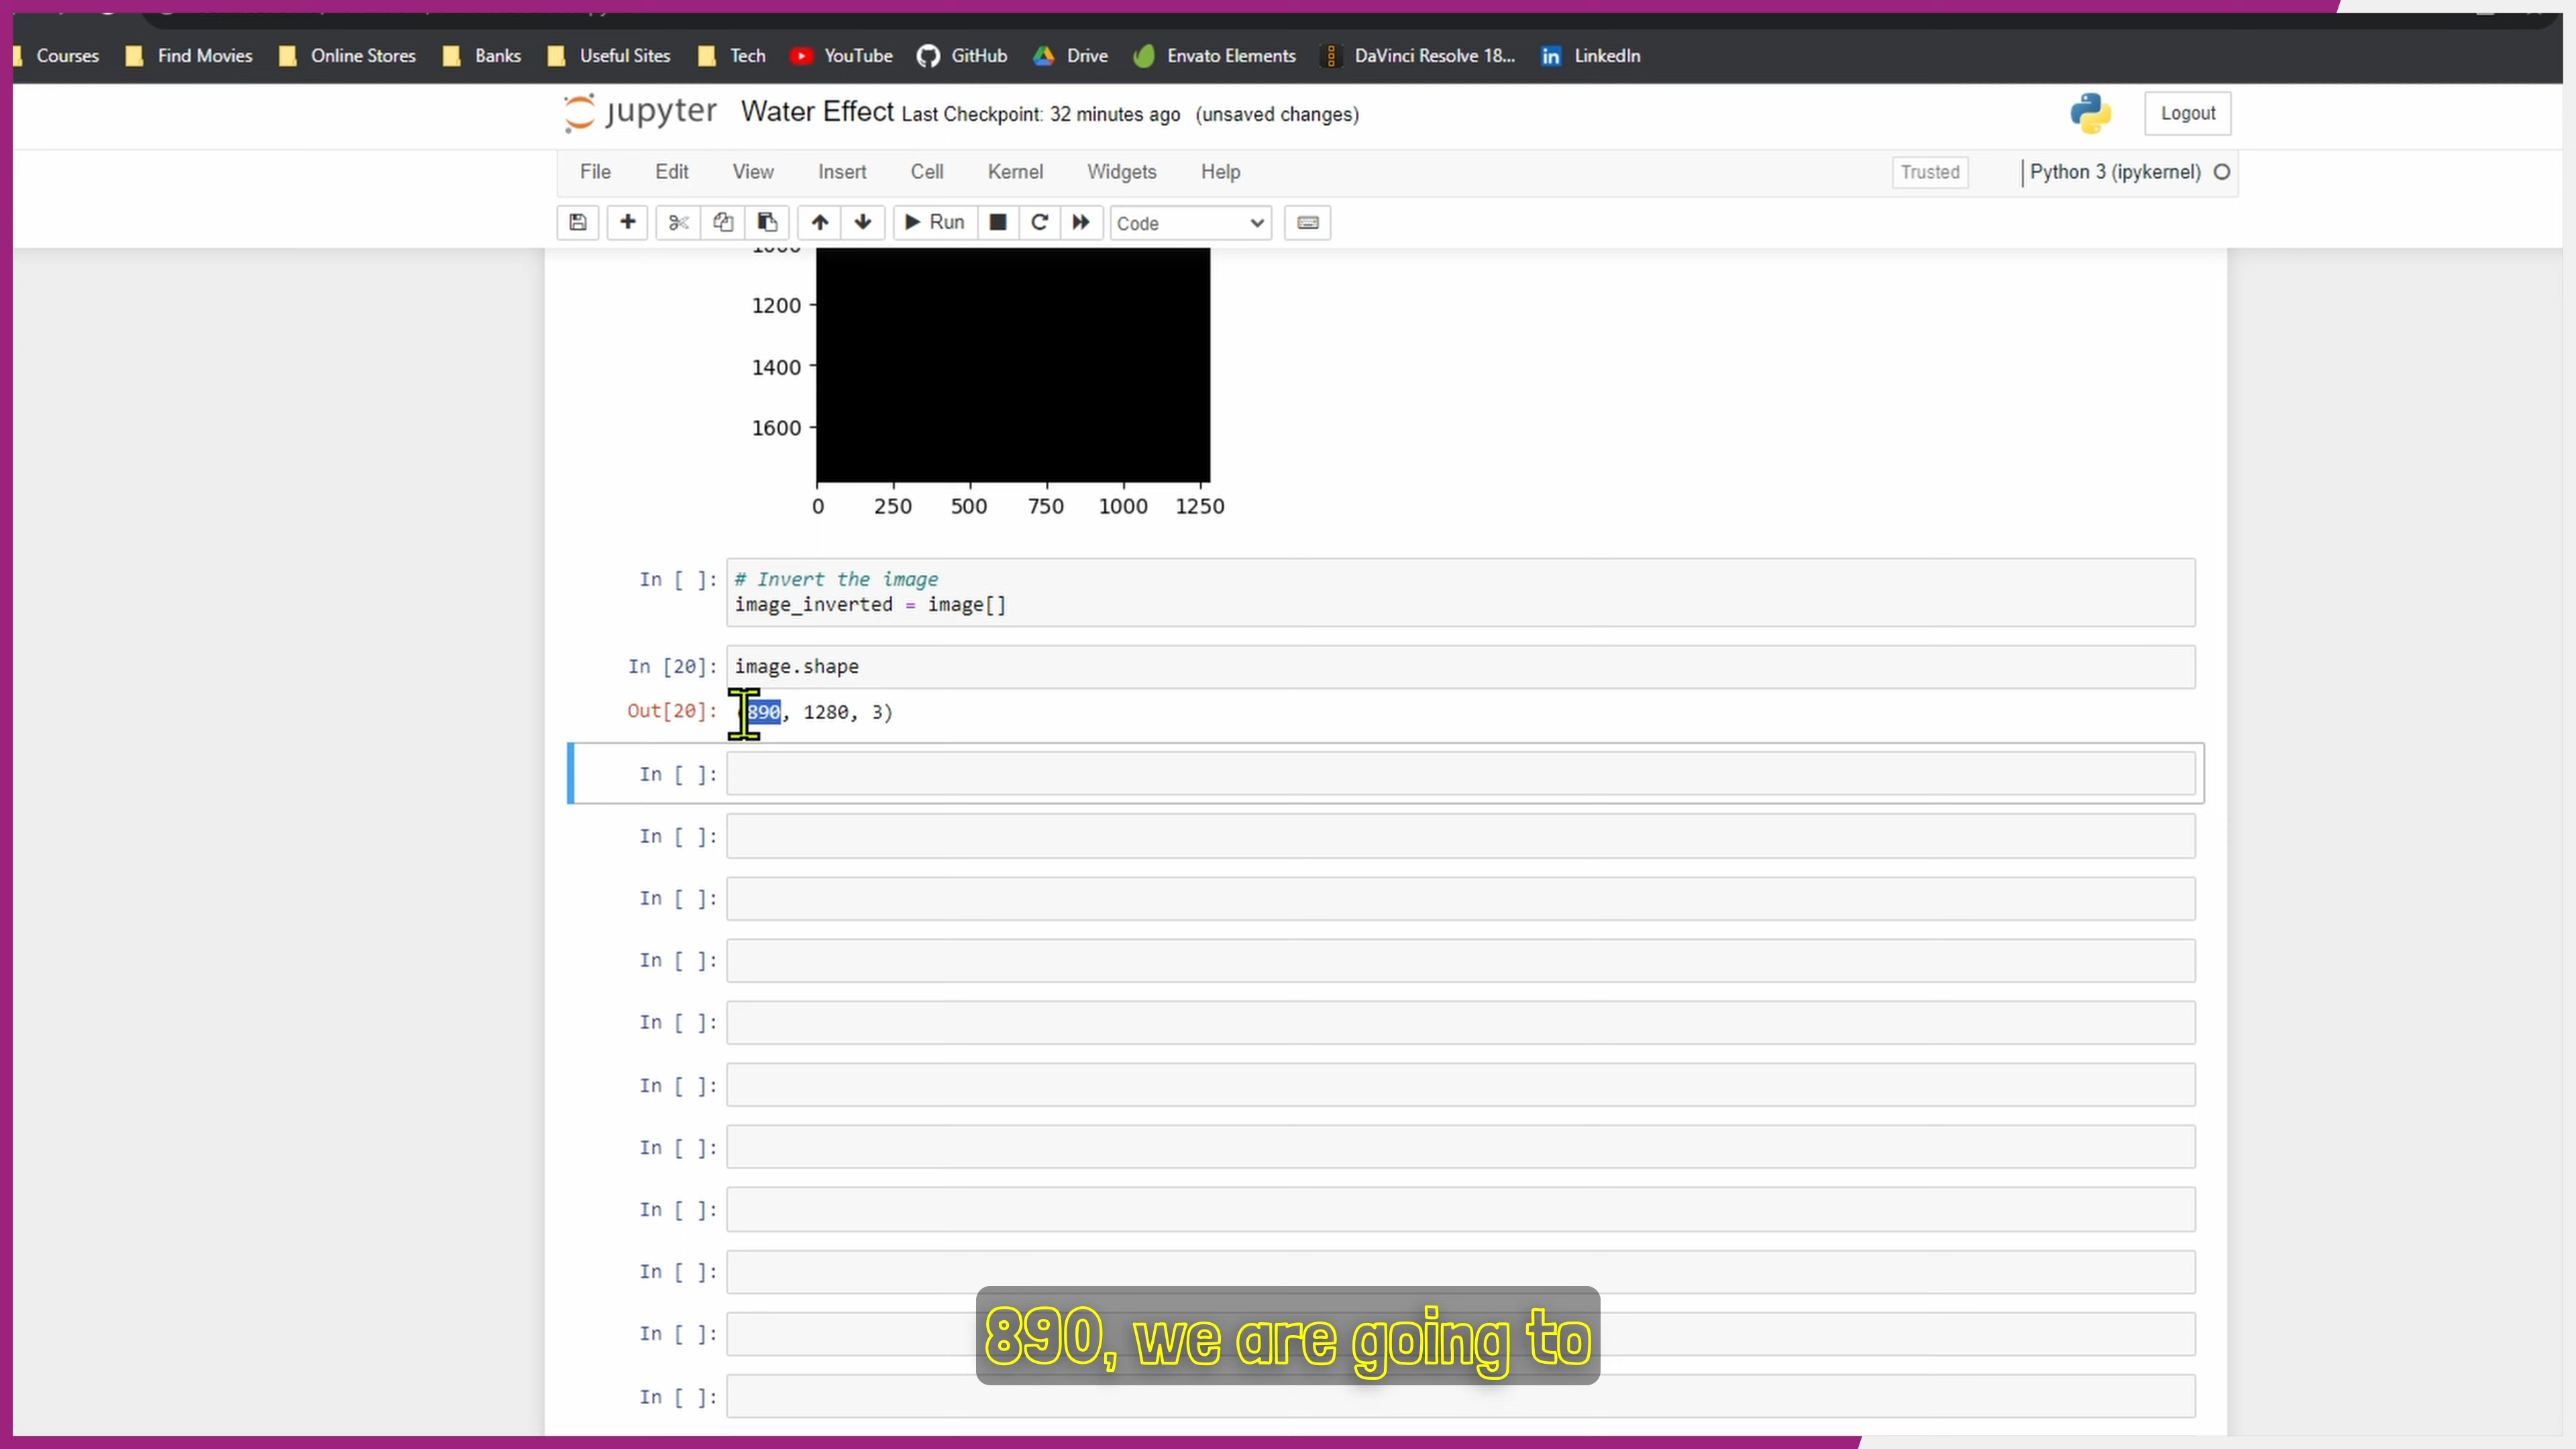 Courses Find Movies Online Stores Banks Useful Sites Tech YouTube GitHub Drive Envato Elements DaVinci Resolve 18... LinkedIn
jupyter Water Effect Last Checkpoint: 32 minutes ago (unsaved changes) Logout
File Edit View Insert Cell Kernel Widgets Help Trusted Python 3 (ipykernel)
Run Code
1200
1400
1600
0 250 500 750 1000 1250
In [ ]: # Invert the image
image_inverted = image[]
In [20]: image.shape
Out[20]: (890, 1280, 3)
In [ ]:
In [ ]:
In [ ]:
In [ ]:
In [ ]:
In [ ]:
In [ ]:
In [ ]:
In [ ]:
In [ ]:
In [ ]:
890, we are going to